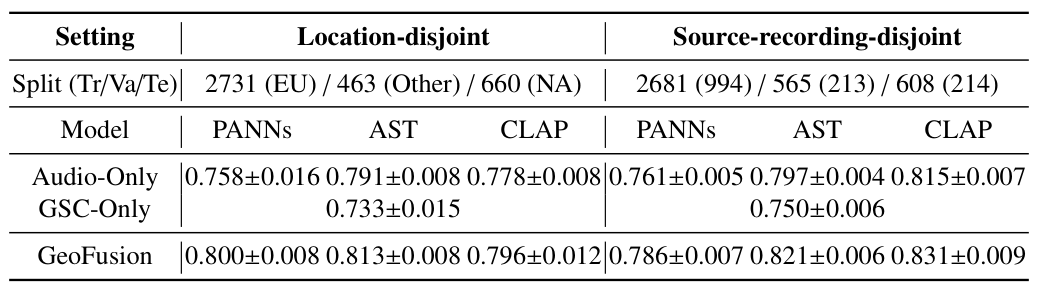 Setting Location-disjoint Source-recording-disjoint
Split (Tr/Va/Te) 2731 (EU) / 463 (Other) / 660 (NA) 2681 (994) / 565 (213) / 608 (214)
Model PANNs AST CLAP PANNs AST CLAP
Audio-Only 0.758±0.016 0.791±0.008 0.778±0.008 0.761±0.005 0.797±0.004 0.815±0.007
GSC-Only 0.733±0.015 0.750±0.006
GeoFusion 0.800±0.008 0.813±0.008 0.796±0.012 0.786±0.007 0.821±0.006 0.831±0.009